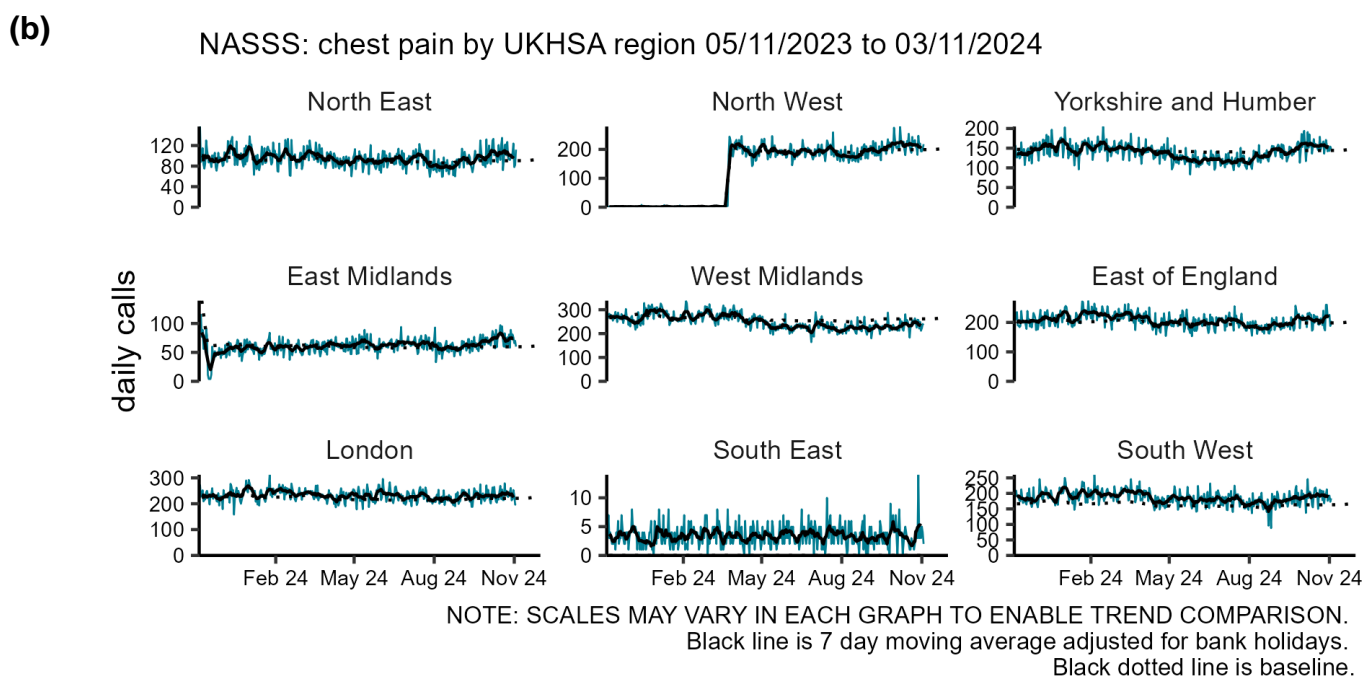 (b)
NASSS: chest pain by UKHSA region 05/11/2023 to 03/11/2024
North East
North West
Yorkshire and Humber
120
80
40
0
200
100
0
200
150
100
50
0
daily calls
East Midlands
West Midlands
East of England
100
50
0
300
200
100
0
200
100
0
London
South East
South West
300
200
100
0
10
5
0
250
200
150
100
50
0
Feb 24 May 24 Aug 24 Nov 24
Feb 24 May 24 Aug 24 Nov 24
Feb 24 May 24 Aug 24 Nov 24
NOTE: SCALES MAY VARY IN EACH GRAPH TO ENABLE TREND COMPARISON.
Black line is 7 day moving average adjusted for bank holidays.
Black dotted line is baseline.